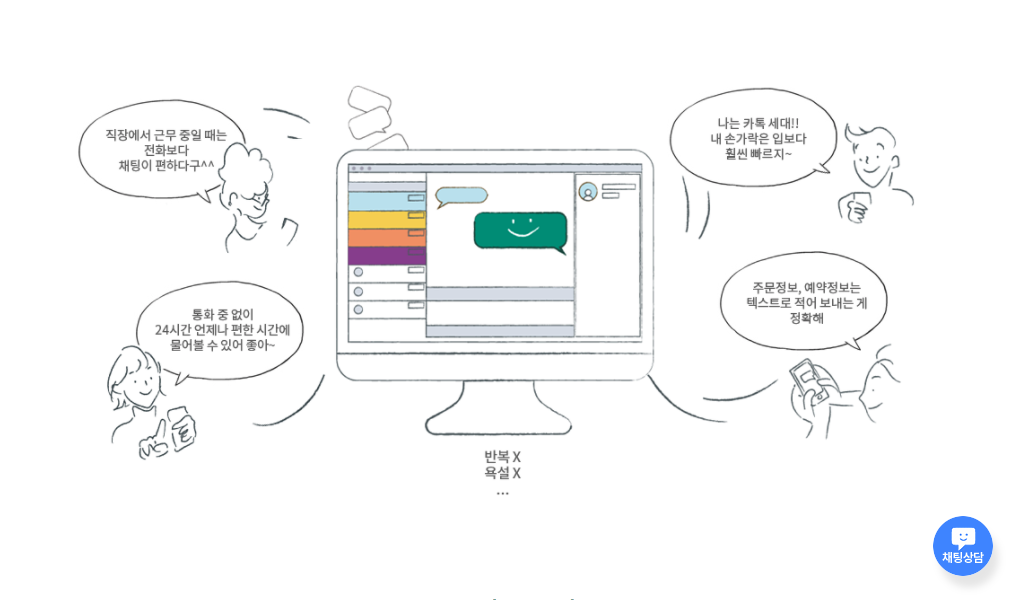 직장에서 근무 중일 때는
전화보다
채팅이 편하다구^^
나는 카톡 세대!!
내 손가락은 입보다
훨씬 빠르지~
통화 중 없이
24시간 언제나 편한 시간에
물어볼 수 있어 좋아~
주문정보, 예약정보는
텍스트로 적어 보내는 게
정확해
반복 X
욕설 X
...
채팅상담